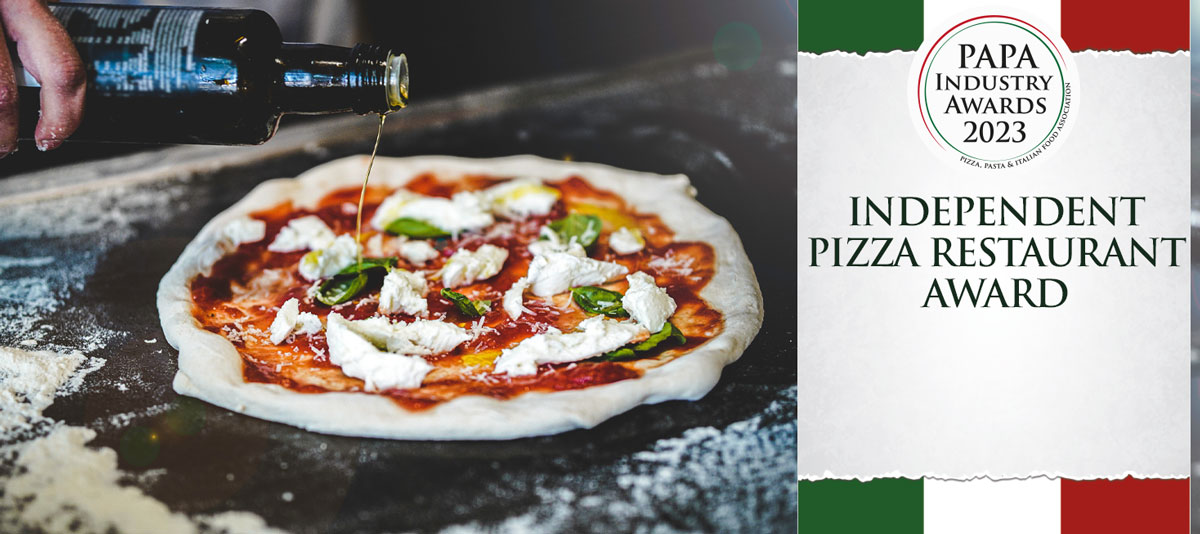 PAPA
INDUSTRY
AWARDS
2023
PIZZA, PASTA & ITALIAN FOOD ASSOCIATION
INDEPENDENT
PIZZA RESTAURANT
AWARD